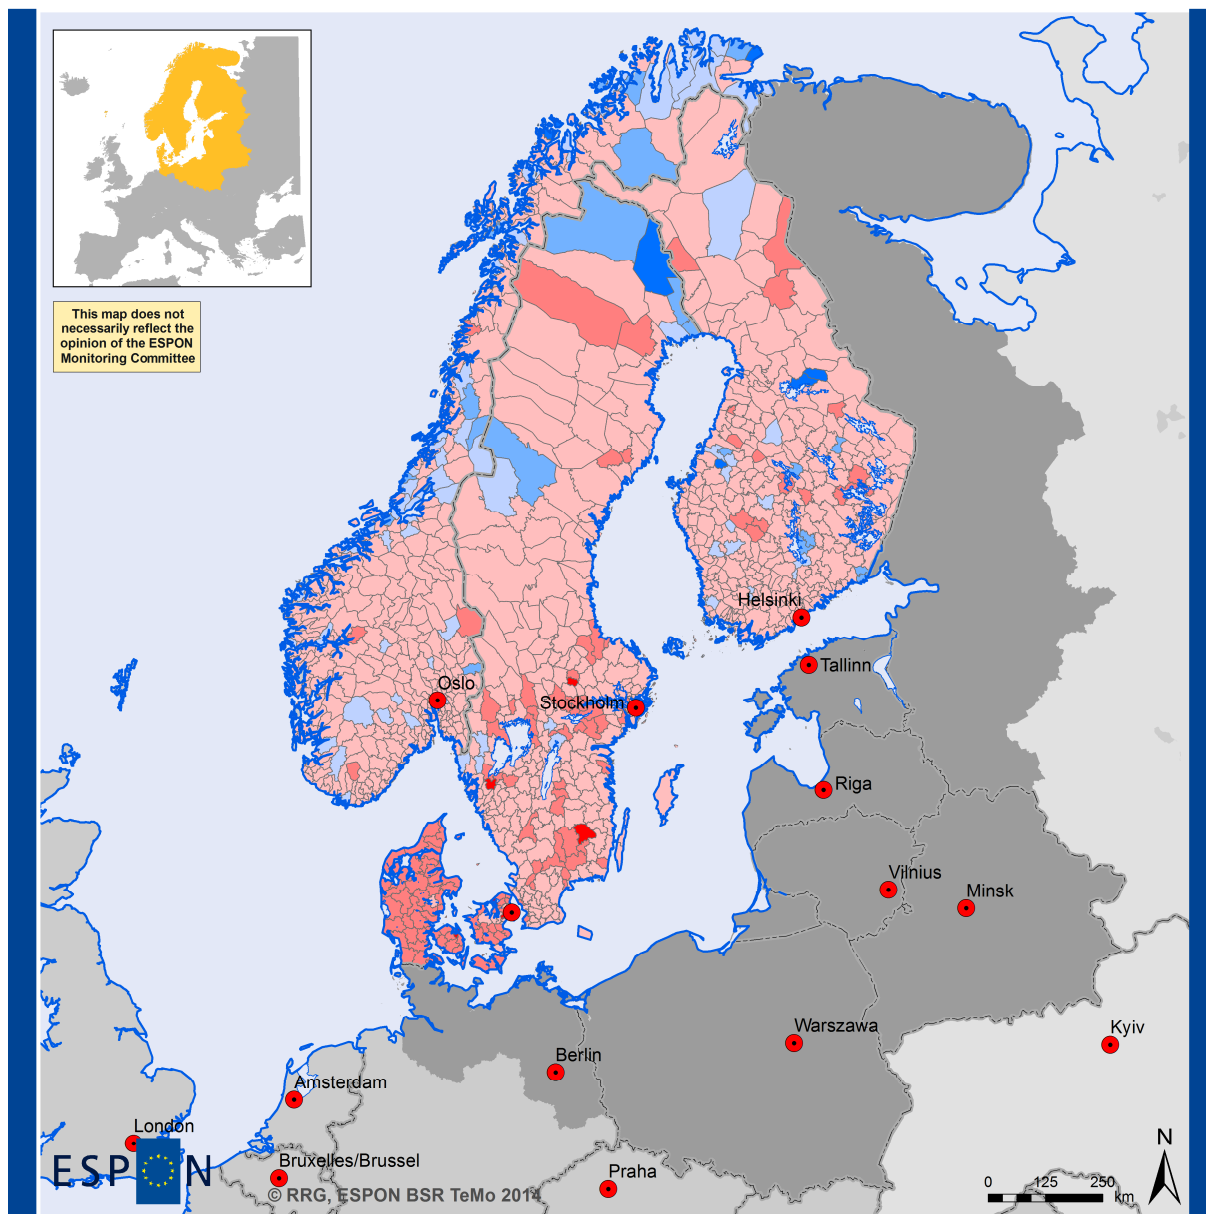 This map does not
necessarily reflect the
opinion of the ESPON
Monitoring Committee
Helsinki
Tallinn
Oslo
Stockholm
Riga
Vilnius
Minsk
Warszawa
Kyiv
Berlin
Amsterdam
London
Bruxelles/Brussel
Praha
ESPON
© RRG, ESPON BSR TeMo 2014
N
0 125 250
km